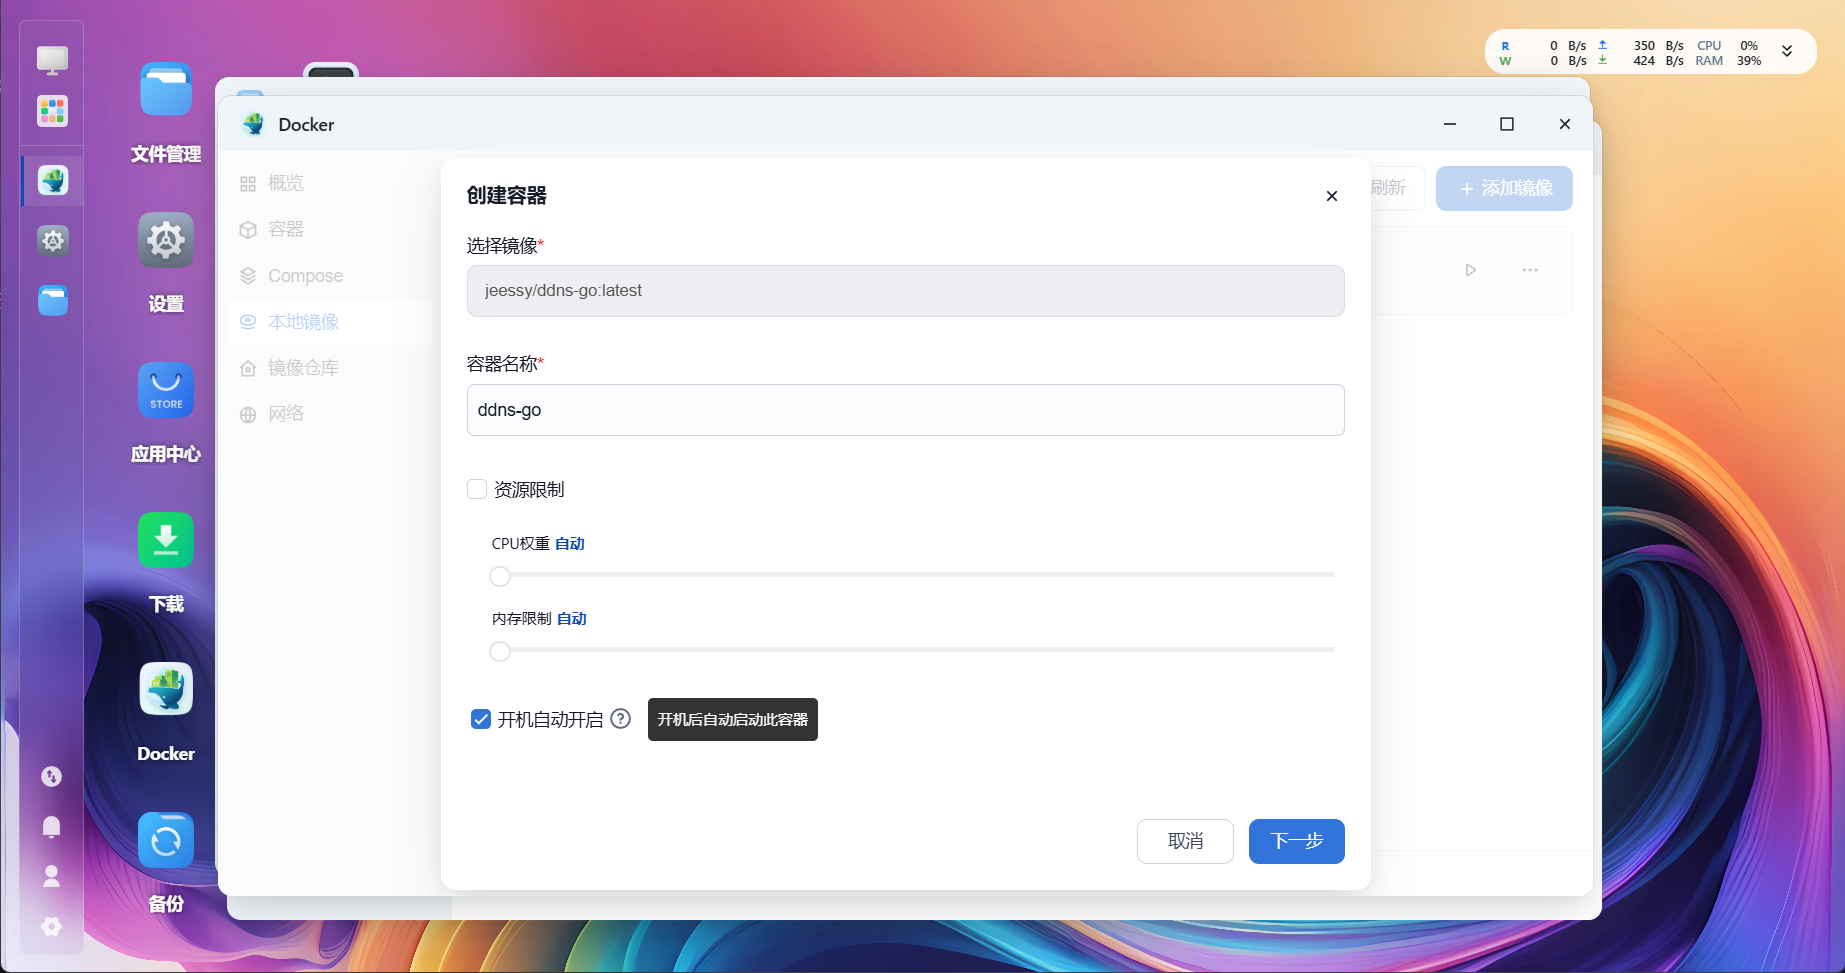 R 0 B/s 350 B/s CPU 0%
W 0 B/s 424 B/s RAM 39%
文件管理
设置
STORE
应用中心
下载
Docker
备份
Docker
概览
容器
Compose
本地镜像
镜像仓库
网络
刷新
+ 添加镜像
创建容器
选择镜像*
jeessy/ddns-go:latest
容器名称*
ddns-go
资源限制
CPU权重 自动
内存限制 自动
开机自动开启 ?
开机后自动启动此容器
取消
下一步